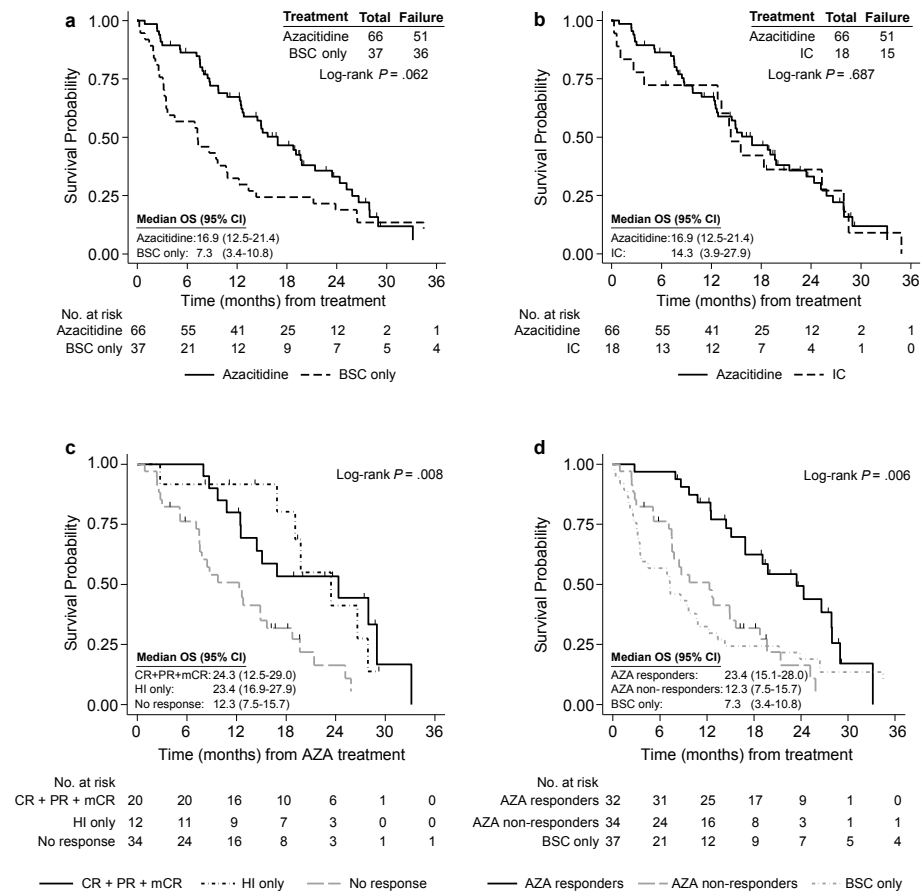 a
Treatment Total Failure
Azacitidine 66 51
BSC only 37 36
Log-rank P = .062
Survival Probability
1.00
0.75
0.50
0.25
0.00
Median OS (95% CI)
Azacitidine:16.9 (12.5-21.4)
BSC only: 7.3 (3.4-10.8)
0 6 12 18 24 30 36
Time (months) from treatment
No. at risk
Azacitidine 66 55 41 25 12 2 1
BSC only 37 21 12 9 7 5 4
Azacitidine BSC only
b
Treatment Total Failure
Azacitidine 66 51
IC 18 15
Log-rank P = .687
Survival Probability
1.00
0.75
0.50
0.25
0.00
Median OS (95% CI)
Azacitidine:16.9 (12.5-21.4)
IC: 14.3 (3.9-27.9)
0 6 12 18 24 30 36
Time (months) from treatment
No. at risk
Azacitidine 66 55 41 25 12 2 1
IC 18 13 12 7 4 1 0
Azacitidine IC
c
Log-rank P = .008
Survival Probability
1.00
0.75
0.50
0.25
0.00
Median OS (95% CI)
CR+PR+mCR: 24.3 (12.5-29.0)
HI only: 23.4 (16.9-27.9)
No response: 12.3 (7.5-15.7)
0 6 12 18 24 30 36
Time (months) from AZA treatment
No. at risk
CR + PR + mCR 20 20 16 10 6 1 0
HI only 12 11 9 7 3 0 0
No response 34 24 16 8 3 1 1
CR + PR + mCR HI only No response
d
Log-rank P = .006
Survival Probability
1.00
0.75
0.50
0.25
0.00
Median OS (95% CI)
AZA responders: 23.4 (15.1-28.0)
AZA non-responders: 12.3 (7.5-15.7)
BSC only: 7.3 (3.4-10.8)
0 6 12 18 24 30 36
Time (months) from AZA treatment
No. at risk
AZA responders 32 31 25 17 9 1 0
AZA non-responders 34 24 16 8 3 1 1
BSC only 37 21 12 9 7 5 4
AZA responders AZA non-responders BSC only